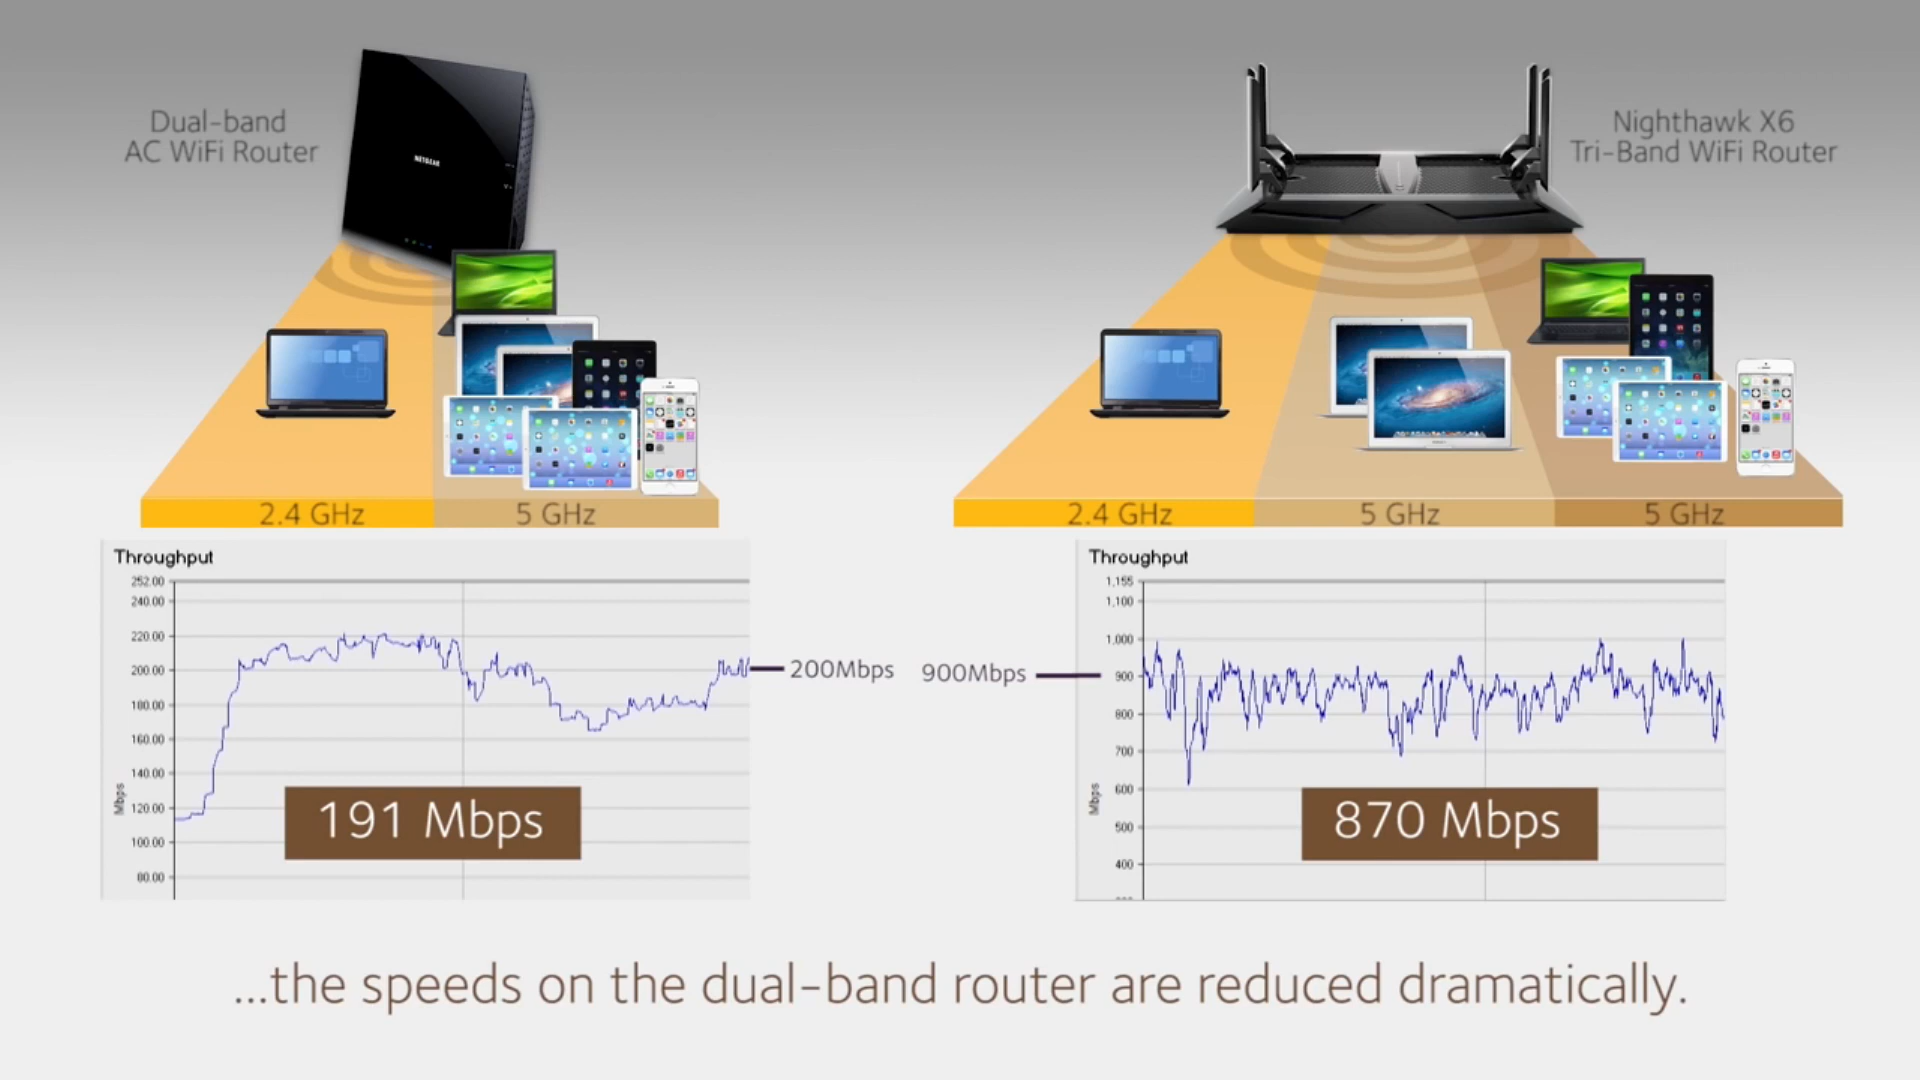 Dual-band
AC WiFi Router
NETGEAR
Nighthawk X6
Tri-Band WiFi Router
2.4 GHz
5 GHz
2.4 GHz
5 GHz
5 GHz
Throughput
252.00
240.00
220.00
200.00
180.00
160.00
140.00
120.00
100.00
80.00
Mbps
191 Mbps
200Mbps
900Mbps
Throughput
1,155
1,100
1,000
900
800
700
600
500
400
Mbps
870 Mbps
...the speeds on the dual-band router are reduced dramatically.